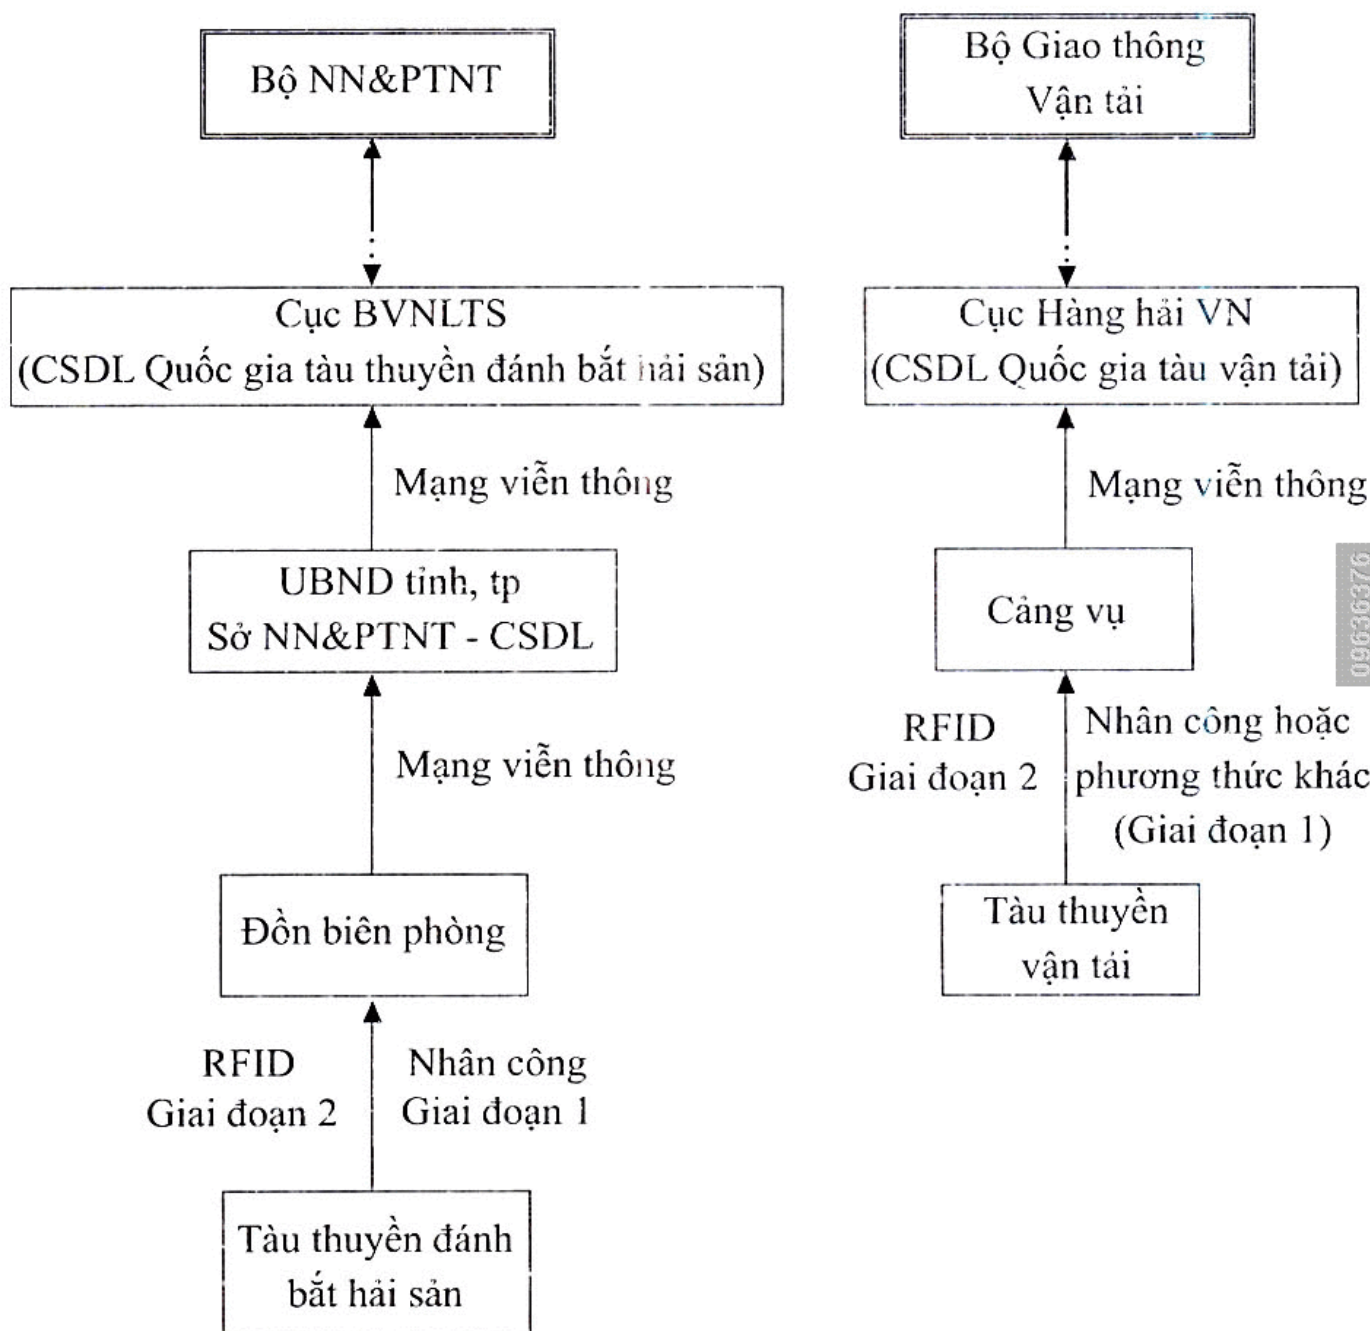 Bộ NN&PTNT
Bộ Giao thông
Vận tải
Cục BVNLTS
(CSDL Quốc gia tàu thuyền đánh bắt hải sản)
Cục Hàng hải VN
(CSDL Quốc gia tàu vận tải)
Mạng viễn thông
Mạng viễn thông
UBND tỉnh, tp
Sở NN&PTNT - CSDL
Cảng vụ
09636376
RFID
Giai đoạn 2
Nhân công hoặc
phương thức khác
(Giai đoạn 1)
Mạng viễn thông
Đồn biên phòng
Tàu thuyền
vận tải
RFID
Giai đoạn 2
Nhân công
Giai đoạn 1
Tàu thuyền đánh
bắt hải sản